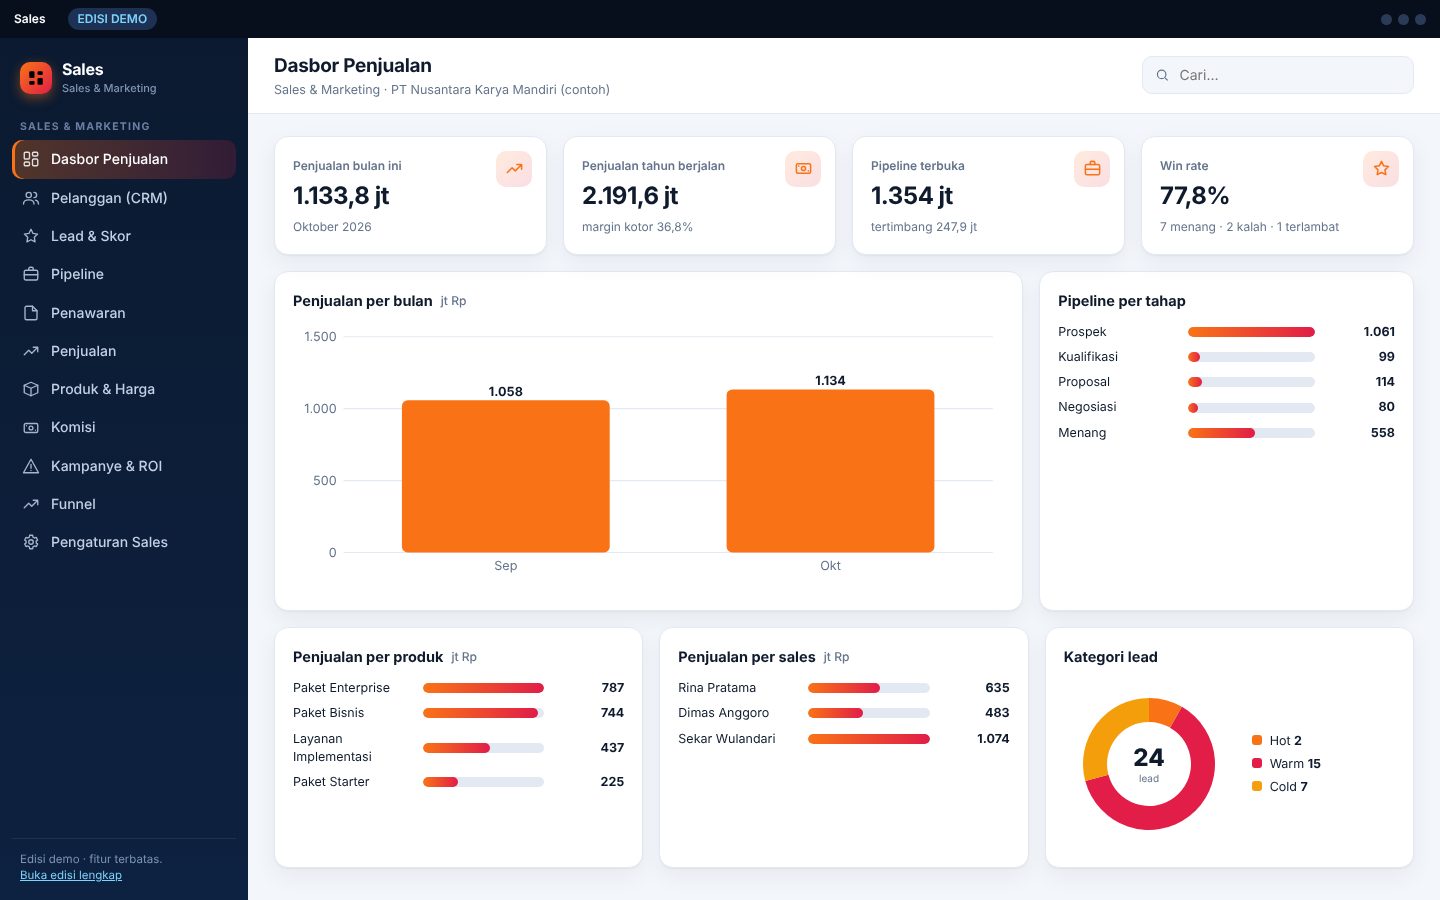 Sales EDISI DEMO
Sales
Sales & Marketing
SALES & MARKETING
Dasbor Penjualan
Pelanggan (CRM)
Lead & Skor
Pipeline
Penawaran
Penjualan
Produk & Harga
Komisi
Kampanye & ROI
Funnel
Pengaturan Sales
Edisi demo · fitur terbatas.
Buka edisi lengkap
Dasbor Penjualan
Sales & Marketing · PT Nusantara Karya Mandiri (contoh)
Cari...
Penjualan bulan ini
1.133,8 jt
Oktober 2026
Penjualan tahun berjalan
2.191,6 jt
margin kotor 36,8%
Pipeline terbuka
1.354 jt
tertimbang 247,9 jt
Win rate
77,8%
7 menang · 2 kalah · 1 terlambat
Penjualan per bulan jt Rp
1.500
1.000
500
0
1.058
1.134
Sep
Okt
Pipeline per tahap
Prospek 1.061
Kualifikasi 99
Proposal 114
Negosiasi 80
Menang 558
Penjualan per produk jt Rp
Paket Enterprise 787
Paket Bisnis 744
Layanan
Implementasi 437
Paket Starter 225
Penjualan per sales jt Rp
Rina Pratama 635
Dimas Anggoro 483
Sekar Wulandari 1.074
Kategori lead
24
lead
Hot 2
Warm 15
Cold 7